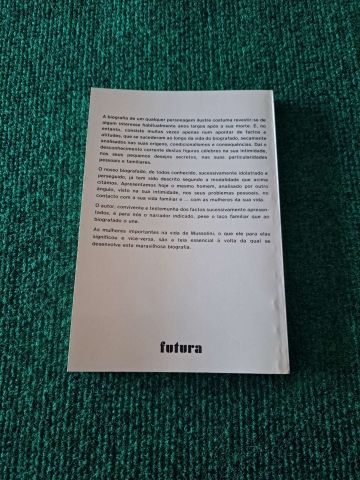 A biografia de um qualquer personagem ilustre costuma revestir-se de
algum interesse habitualmente anos largos após a sua morte. E, no
entanto, consiste muitas vezes apenas num apontar de factos e
atitudes, que se sucederam ao longo da vida do biografado, secamente
analisados nas suas origens, condicionalismos e consequências. Daí o
desconhecimento corrente destas figuras célebres na sua intimidade,
nos seus pequenos desejos secretos, nas suas particularidades
pessoais e familiares.
O nosso biografado, de todos conhecido, sucessivamente idolatrado e
perseguido, já tem sido descrito segundo a modalidade que acima
citámos. Apresentamos hoje o mesmo homem, analisado por outro
ângulo, visto na sua intimidade, nos seus problemas pessoais, no
contacto com a sua vida familiar e ... com as mulheres da sua vida.
O autor, convivente e testemunha dos factos sucessivamente apresen-
tados, é para nós o narrador indicado, pese o laço familiar que ao
biografado o une.
As mulheres importantes na vida de Mussolini, o que ele para elas
significou e vice-versa, são a teia essencial à volta da qual se
desenvolve esta maravilhosa biografia.
futura